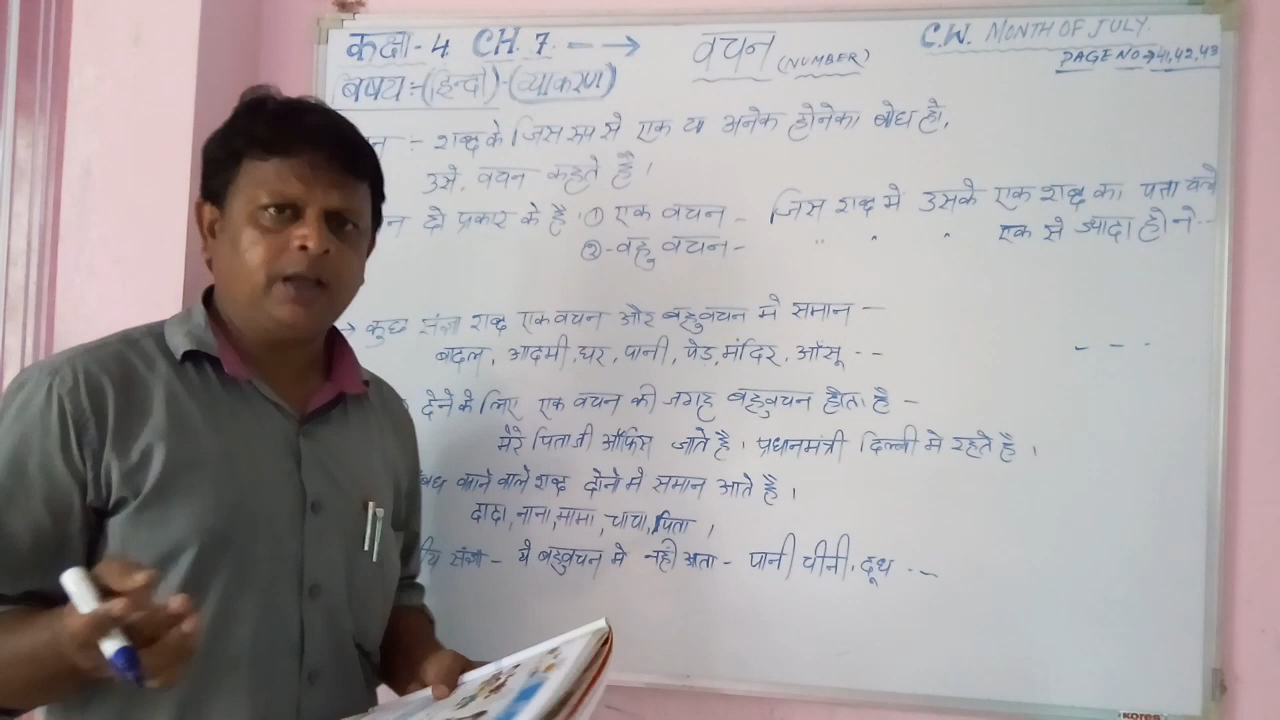 कक्षा-4 CH.7. – – → वचन (NUMBER) C.W. MONTH OF JULY.
PAGE NO → 41,42,43
बिषय :- (हिन्दी) - (व्याकरण)
न :- शब्द के जिस रूप से एक या अनेक होने का बोध हो,
उसे, वचन कहते है।
न दो प्रकार के है। ① एक वचन - जिस शब्द मे उसके एक शब्द का पता चले
②-बहु वचन - " " " एक से ज्यादा होने --
→ कुछ संज्ञा शब्द एकवचन और बहुवचन मे समान —
बादल, आदमी, घर, पानी, पेड़, मंदिर, आँसू -- - - -
देने के लिए एक वचन की जगह बहुवचन होता है -
मेरे पिताजी ऑफिस जाते है। प्रधानमंत्री दिल्ली मे रहते है।
वाले शब्द दोनो मे समान आते है।
दादा, नाना, मामा, चाचा, पिता।
संज्ञा - ये बहुवचन मे नही आता - पानी चीनी, दूध --
Kores